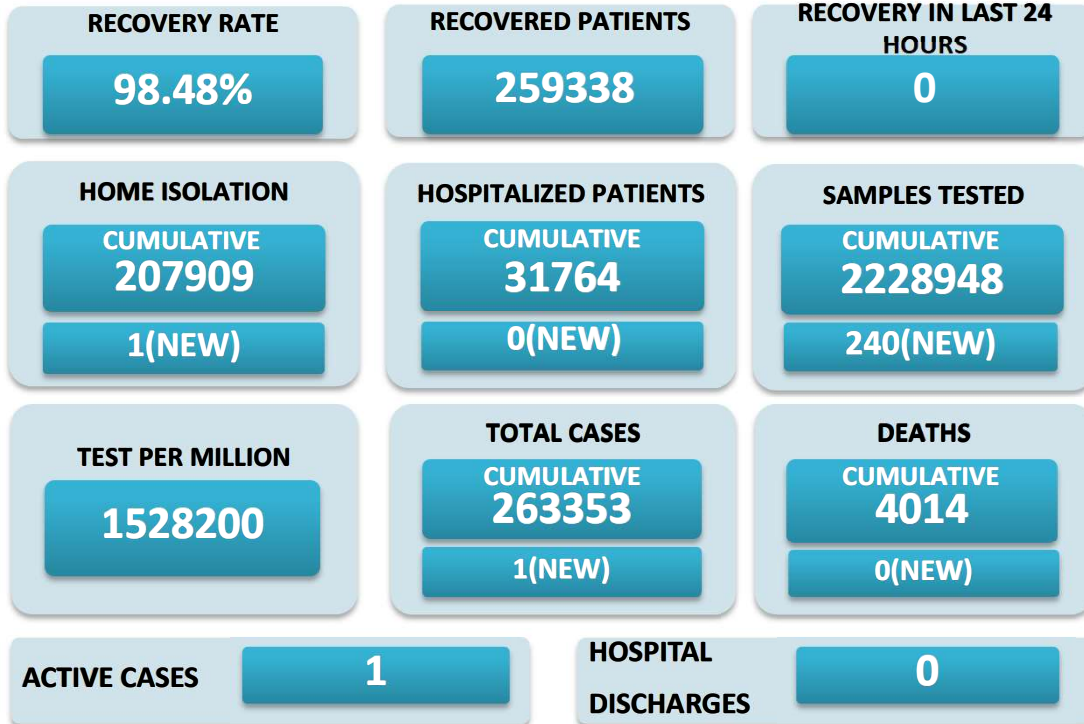 RECOVERY RATE
98.48%
RECOVERED PATIENTS
259338
RECOVERY IN LAST 24
HOURS
0
HOME ISOLATION
CUMULATIVE
207909
1(NEW)
HOSPITALIZED PATIENTS
CUMULATIVE
31764
0(NEW)
SAMPLES TESTED
CUMULATIVE
2228948
240(NEW)
TEST PER MILLION
1528200
TOTAL CASES
CUMULATIVE
263353
1(NEW)
DEATHS
CUMULATIVE
4014
0(NEW)
ACTIVE CASES
1
HOSPITAL
DISCHARGES
0